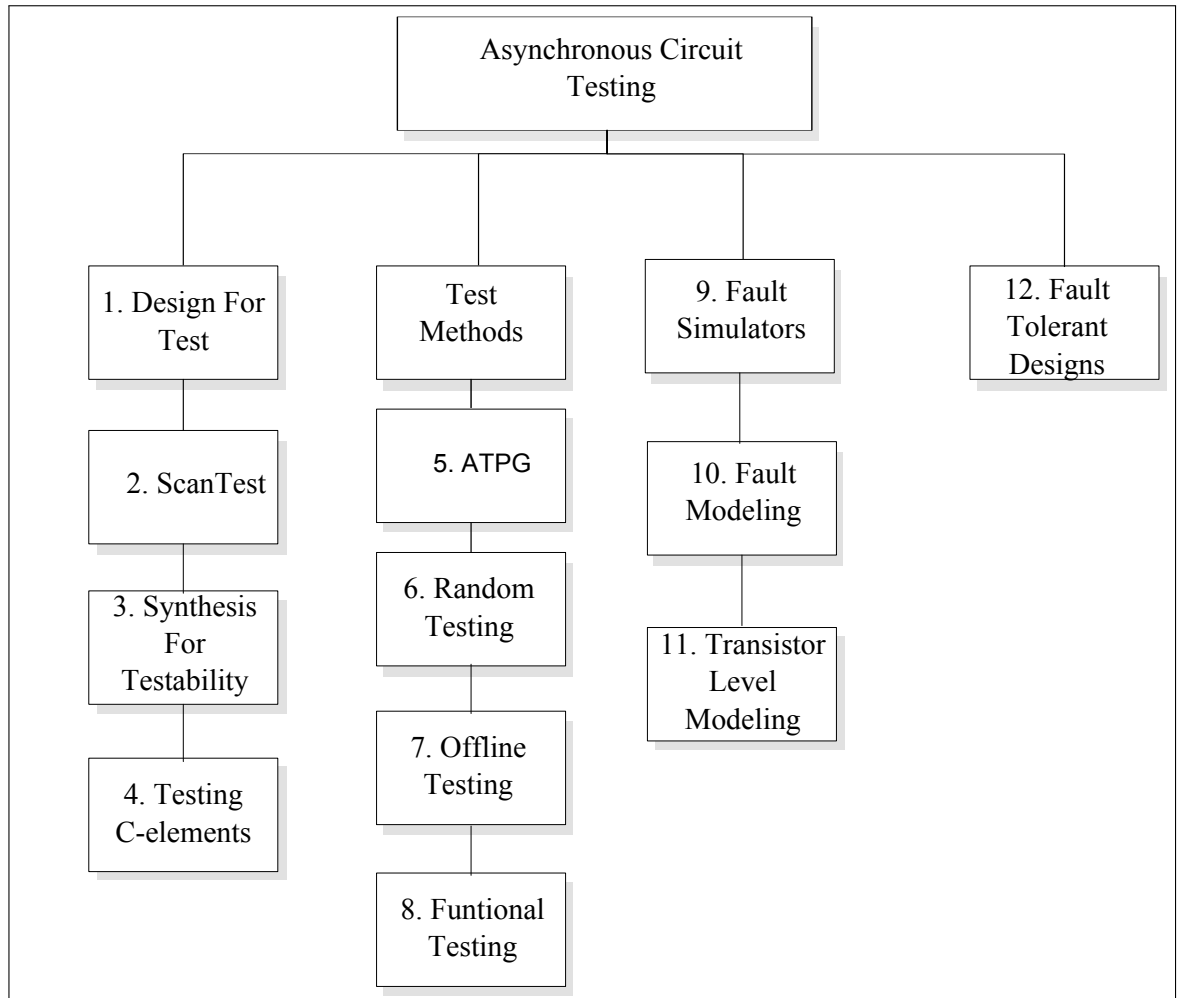 Asynchronous Circuit
Testing
1. Design For
Test
2. ScanTest
3. Synthesis
For
Testability
4. Testing
C-elements
Test
Methods
5. ATPG
6. Random
Testing
7. Offline
Testing
8. Funtional
Testing
9. Fault
Simulators
10. Fault
Modeling
11. Transistor
Level
Modeling
12. Fault
Tolerant
Designs